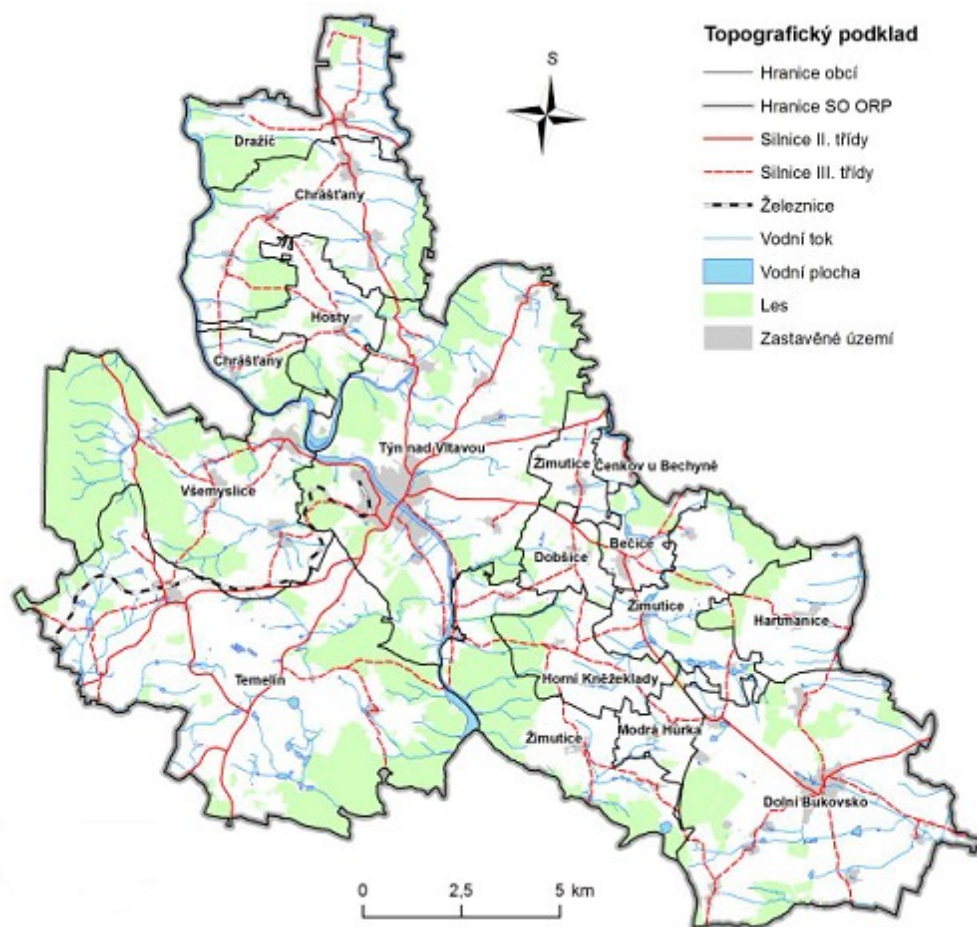 Topografický podklad
S
Hranice obcí
Hranice SO ORP
Silnice II. třídy
Silnice III. třídy
Železnice
Vodní tok
Vodní plocha
Les
Zastavěné území
Dražíč
Chrášťany
Hosty
Chrášťany
Týn nad Vltavou
Žimutice
Čenkov u Bechyně
Všemyslice
Bečice
Dobšice
Žimutice
Hartmanice
Temelín
Horní Kněžeklady
Modrá Hůrka
Žimutice
Dolní Bukovsko
0 2,5 5 km